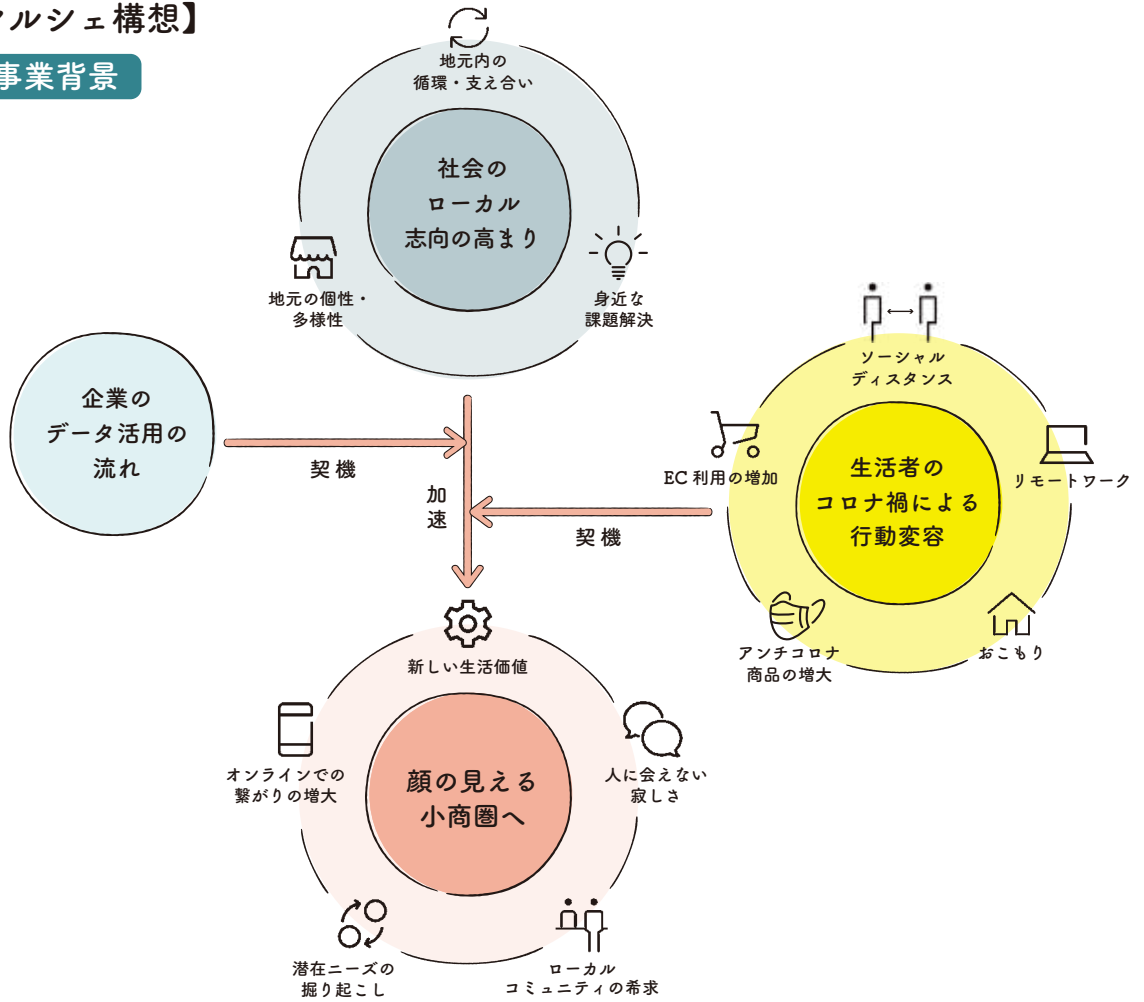 ルシェ構想】
事業背景
地元内の
循環・支え合い
社会の
ローカル
志向の高まり
地元の個性・
多様性
身近な
課題解決
企業の
データ活用の
流れ
契機
加速
契機
ソーシャル
ディスタンス
EC 利用の増加
リモートワーク
生活者の
コロナ禍による
行動変容
アンチコロナ
商品の増大
おこもり
新しい生活価値
オンラインでの
繋がりの増大
人に会えない
寂しさ
顔の見える
小商圏へ
潜在ニーズの
掘り起こし
ローカル
コミュニティの希求